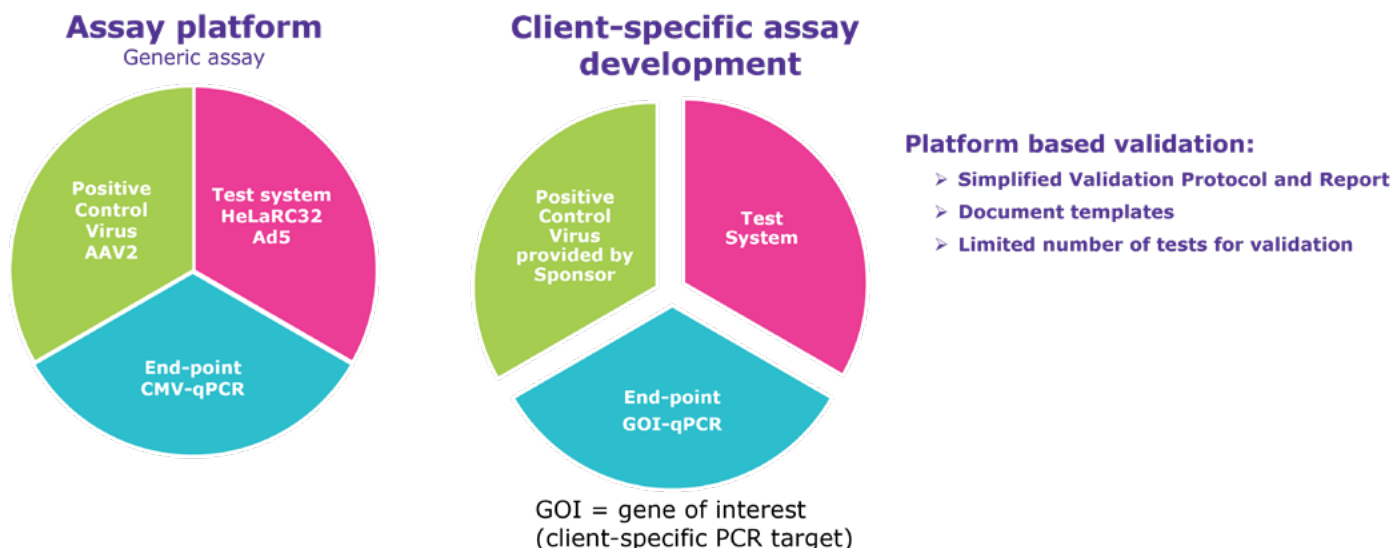 Assay platform
Generic assay
Positive
Control
Virus
AAV2
Test system
HeLaRC32
Ad5
End-point
CMV-qPCR
Client-specific assay
development
Positive
Control
Virus
provided by
Sponsor
Test
System
End-point
GOI-qPCR
GOI = gene of interest
(client-specific PCR target)
Platform based validation:
➢ Simplified Validation Protocol and Report
➢ Document templates
➢ Limited number of tests for validation